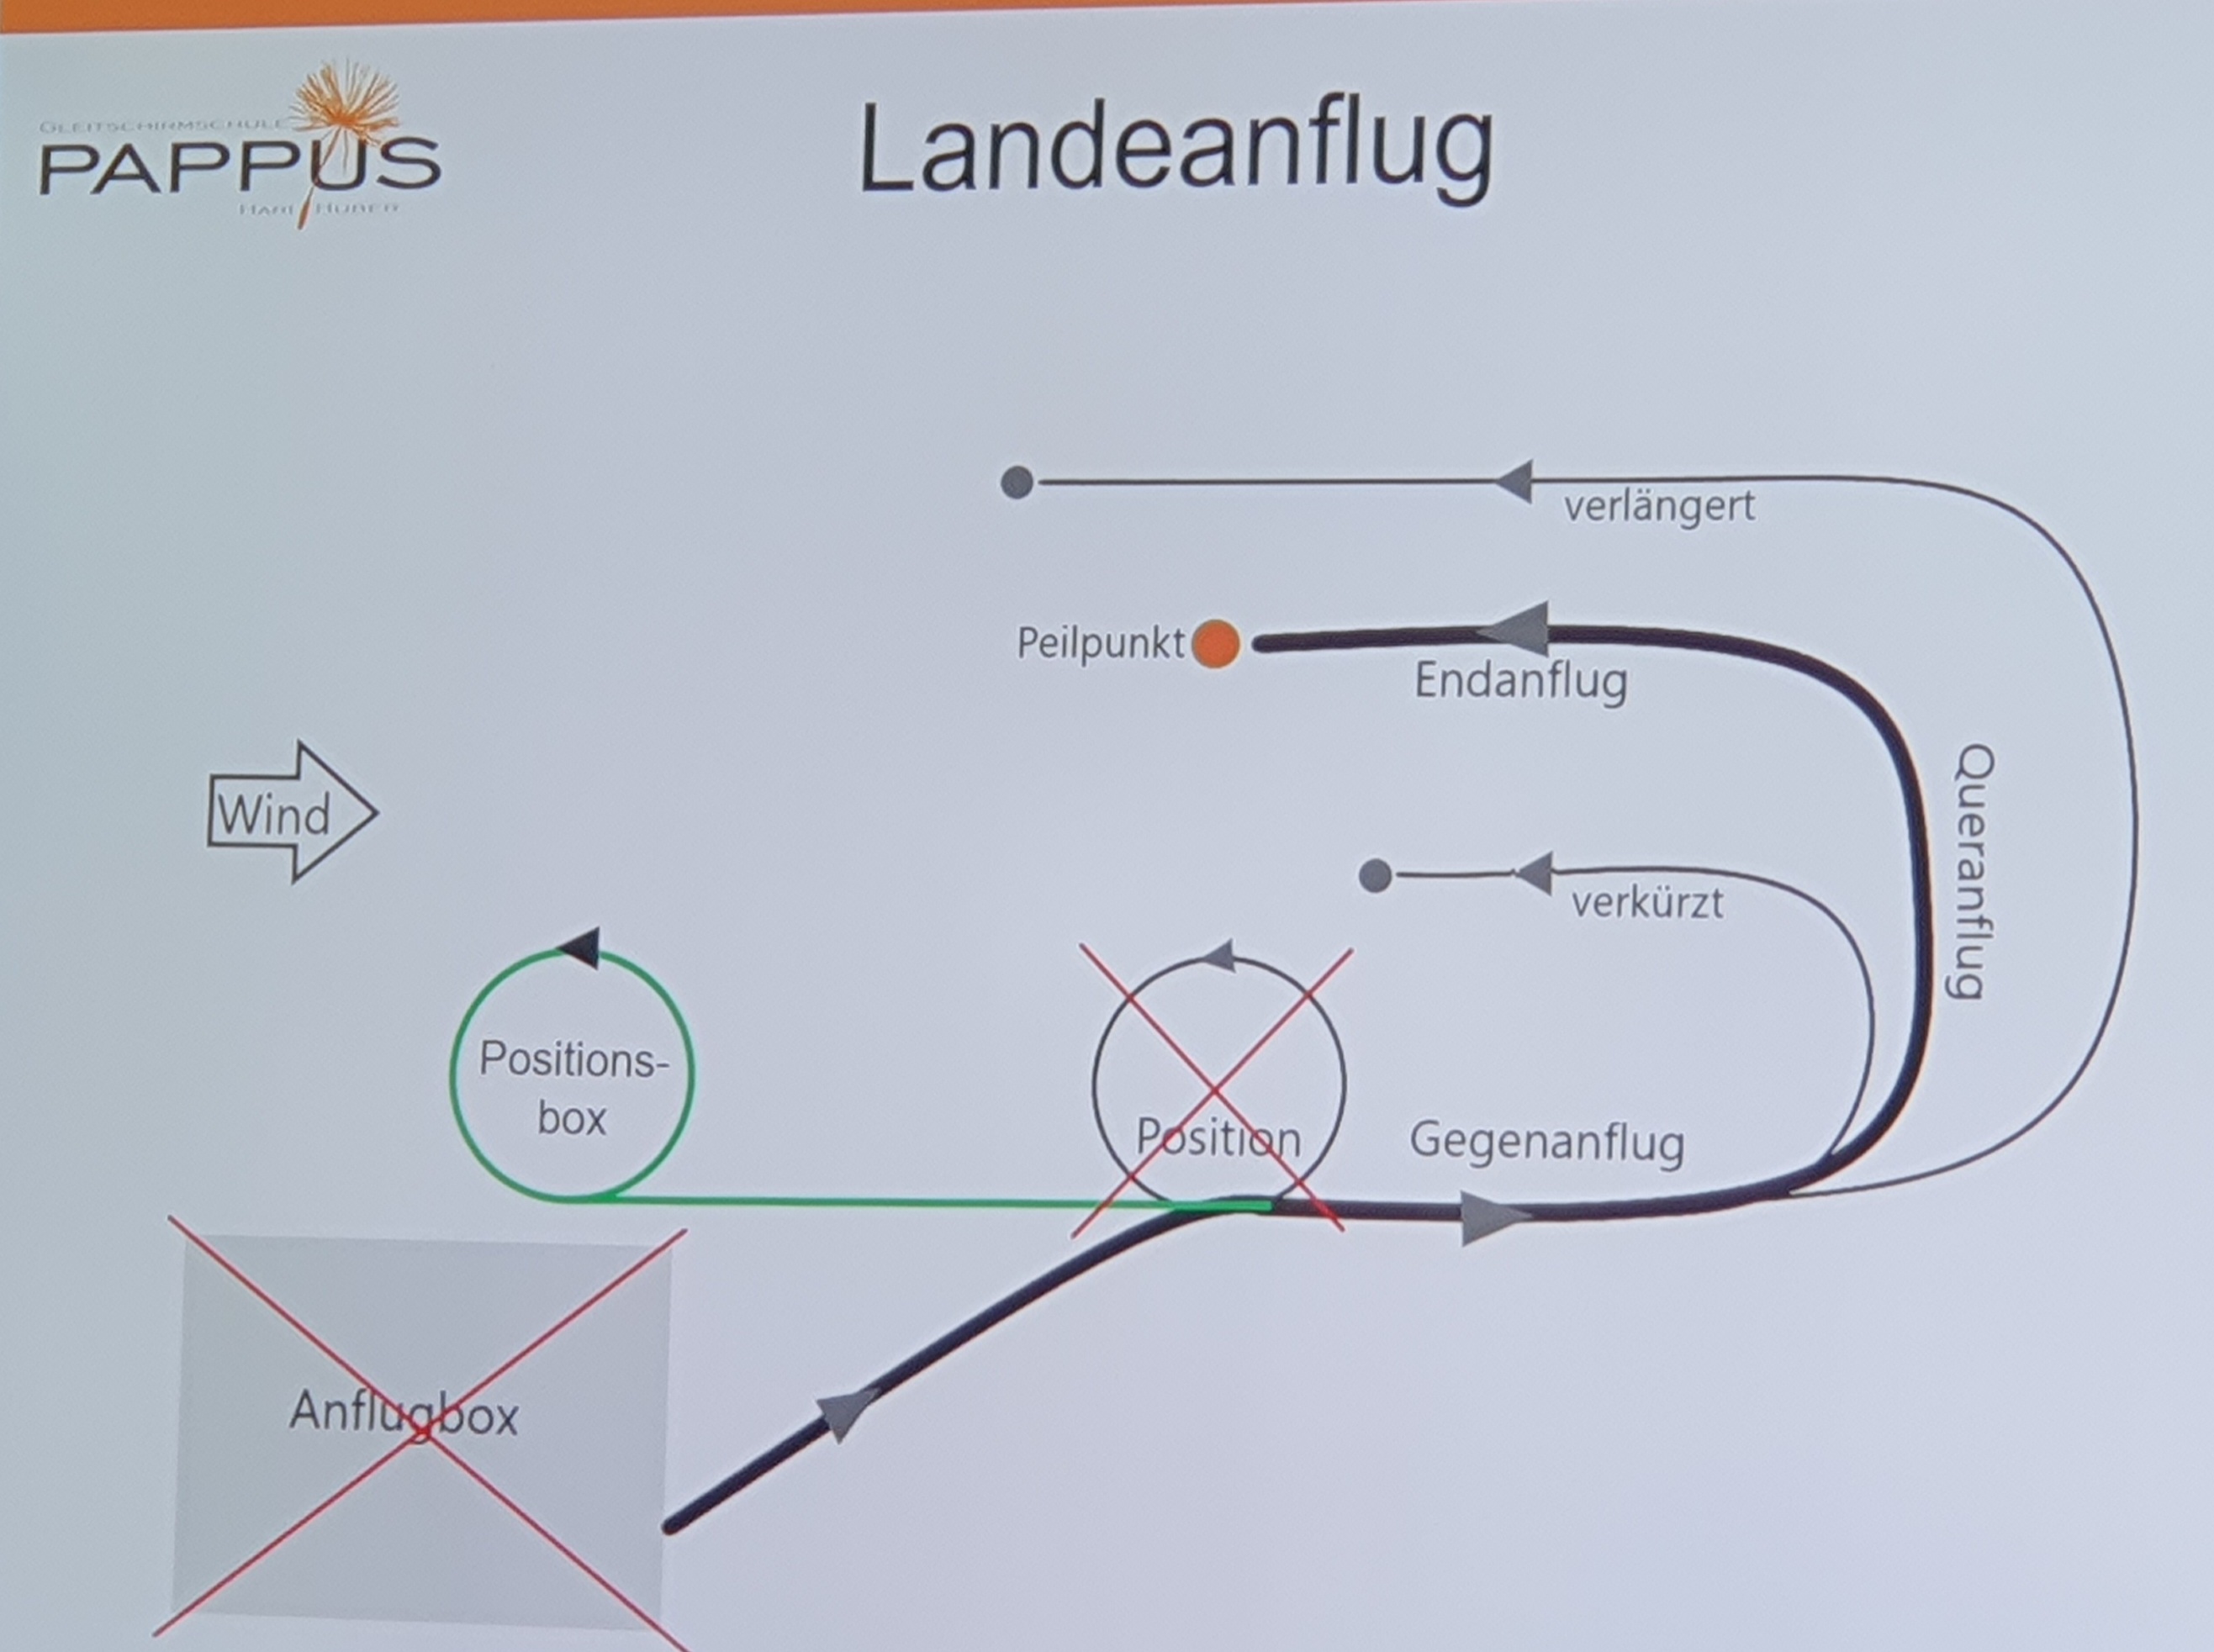 GLEITSCHIRMSCHULE
PAPPUS
HARI HUBER
Landeanflug
verlängert
Peilpunkt
Endanflug
Queranflug
Wind
verkürzt
Positions-
box
Position
Gegenanflug
Anflugbox